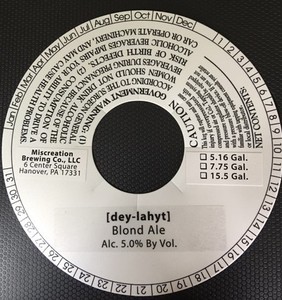 Jan Feb Mar Apr May Jun Jul Aug Sep Oct Nov Dec
1 2 3 4 5 6 7 8 9 10 11 12 13 14 15 16 17 18 19 20 21 22 23 24 25 26 27 28 29 30 31
GOVERNMENT WARNING: (1)
ACCORDING TO THE SURGEON GENERAL,
WOMEN SHOULD NOT DRINK ALCOHOLIC
BEVERAGES DURING PREGNANCY BECAUSE OF THE
RISK OF BIRTH DEFECTS. (2) CONSUMPTION OF
ALCOHOLIC BEVERAGES IMPAIRS YOUR ABILITY TO DRIVE A
CAR OR OPERATE MACHINERY, AND MAY CAUSE HEALTH PROBLEMS.
CAUTION
NET CONTENTS:
5.16 Gal.
7.75 Gal.
15.5 Gal.
Miscreation
Brewing Co., LLC
6 Center Square
Hanover, PA 17331
[dey-lahyt]
Blond Ale
Alc. 5.0% By Vol.